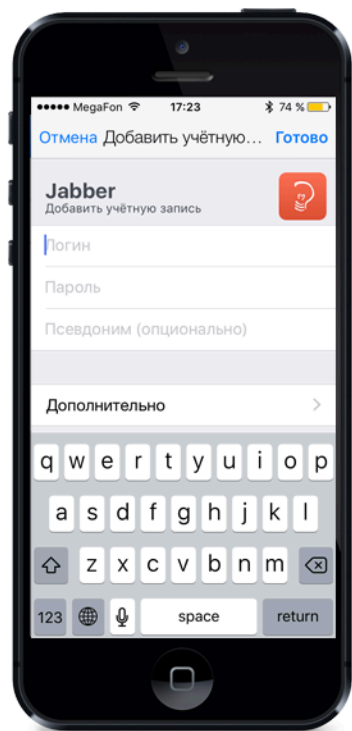 MegaFon 17:23 74 %
Отмена Добавить учётную... Готово
Jabber
Добавить учётную запись
Логин
Пароль
Псевдоним (опционально)
Дополнительно
q w e r t y u i o p
a s d f g h j k l
z x c v b n m
123 space return